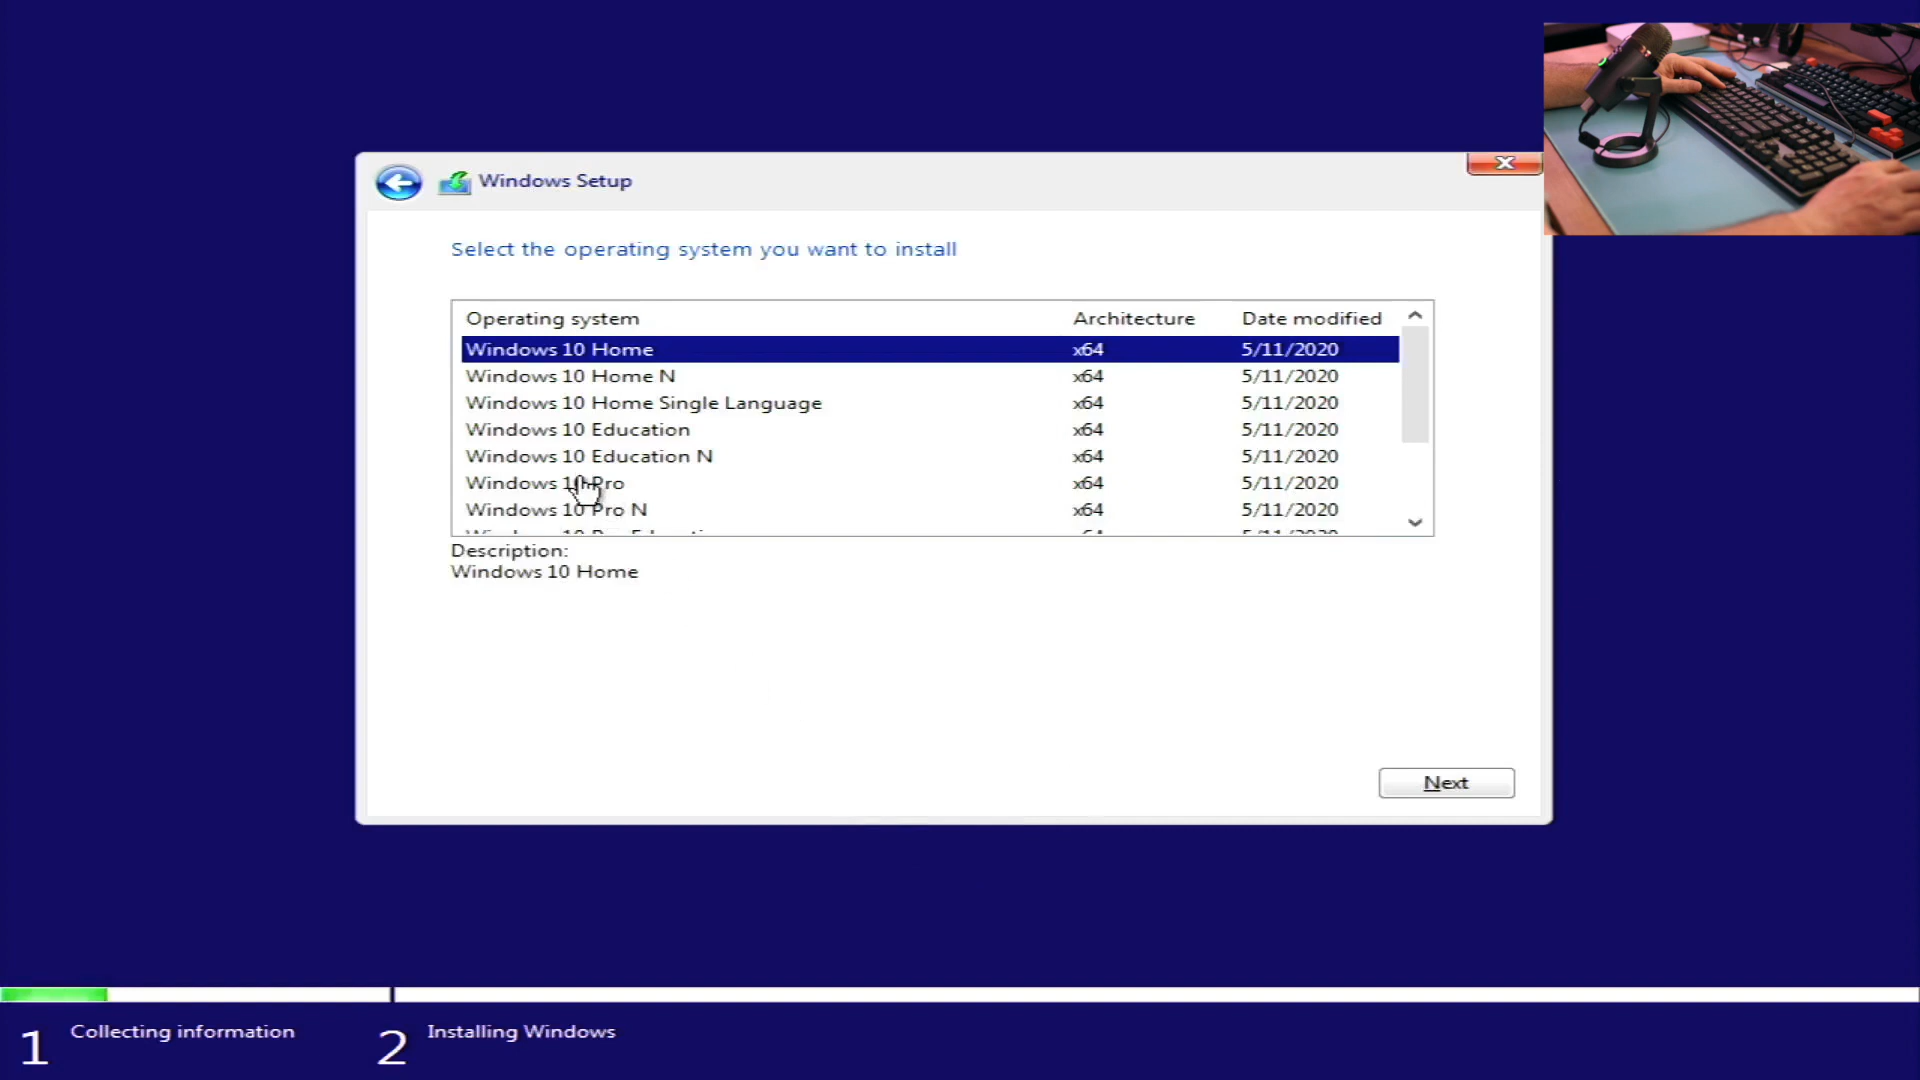 Windows Setup
Select the operating system you want to install
Operating system Architecture Date modified
Windows 10 Home x64 5/11/2020
Windows 10 Home N x64 5/11/2020
Windows 10 Home Single Language x64 5/11/2020
Windows 10 Education x64 5/11/2020
Windows 10 Education N x64 5/11/2020
Windows 10 Pro x64 5/11/2020
Windows 10 Pro N x64 5/11/2020
Description:
Windows 10 Home
Next
1 Collecting information 2 Installing Windows